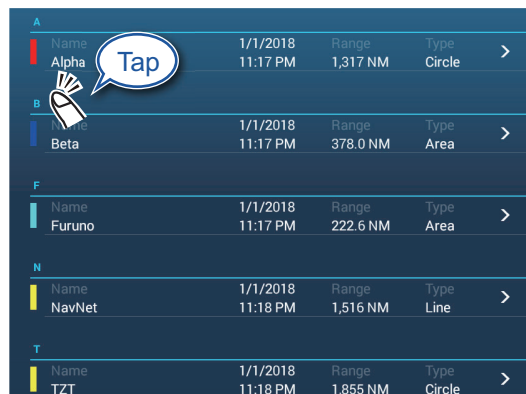 A
Name 1/1/2018 Range Type
Alpha 11:17 PM 1,317 NM Circle
Tap
B
Name 1/1/2018 Range Type
Beta 11:17 PM 378.0 NM Area
F
Name 1/1/2018 Range Type
Furuno 11:17 PM 222.6 NM Area
N
Name 1/1/2018 Range Type
NavNet 11:18 PM 1,516 NM Line
T
Name 1/1/2018 Range Type
TZT 11:18 PM 1,855 NM Circle